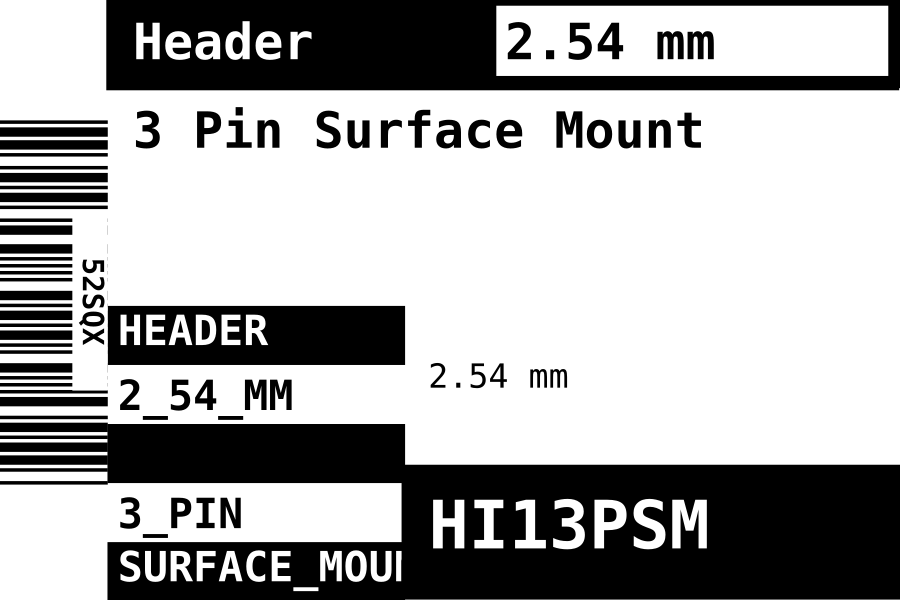 Header
2.54 mm
3 Pin Surface Mount
52SQX
HEADER
2_54_MM
2.54 mm
3_PIN
HI13PSM